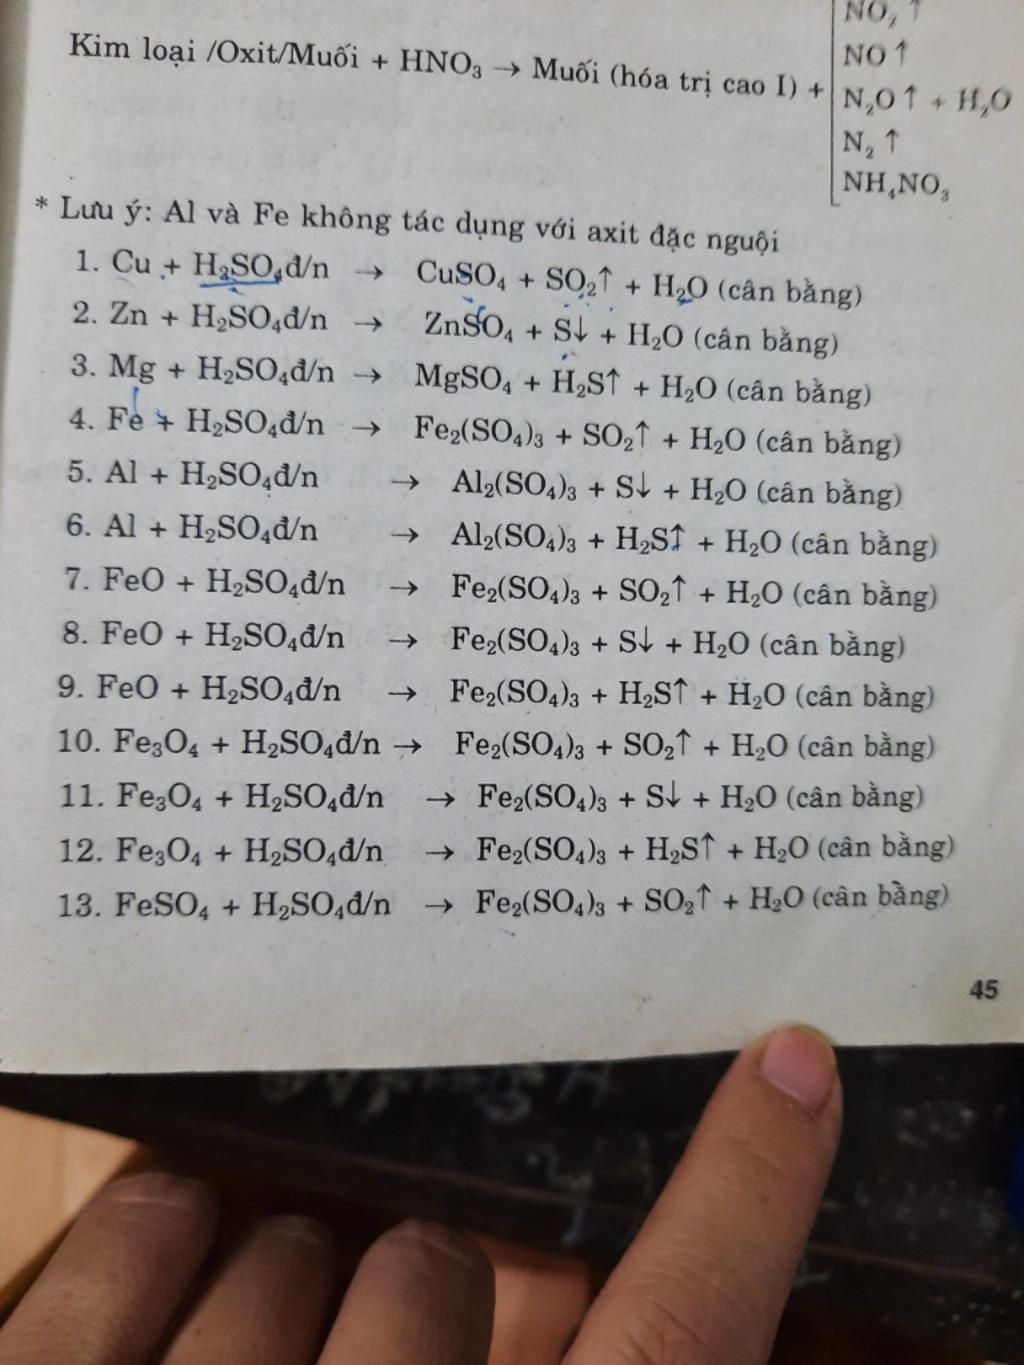 NO₂ ↑
Kim loại /Oxit/Muối + HNO₃ → Muối (hóa trị cao I) +
NO ↑
N₂O ↑ + H₂O
N₂ ↑
NH₄NO₃
* Lưu ý: Al và Fe không tác dụng với axit đặc nguội
1. Cu + H₂SO₄đ/n → CuSO₄ + SO₂↑ + H₂O (cân bằng)
2. Zn + H₂SO₄đ/n → ZnSO₄ + S↓ + H₂O (cân bằng)
3. Mg + H₂SO₄đ/n → MgSO₄ + H₂S↑ + H₂O (cân bằng)
4. Fe + H₂SO₄đ/n → Fe₂(SO₄)₃ + SO₂↑ + H₂O (cân bằng)
5. Al + H₂SO₄đ/n → Al₂(SO₄)₃ + S↓ + H₂O (cân bằng)
6. Al + H₂SO₄đ/n → Al₂(SO₄)₃ + H₂S↑ + H₂O (cân bằng)
7. FeO + H₂SO₄đ/n → Fe₂(SO₄)₃ + SO₂↑ + H₂O (cân bằng)
8. FeO + H₂SO₄đ/n → Fe₂(SO₄)₃ + S↓ + H₂O (cân bằng)
9. FeO + H₂SO₄đ/n → Fe₂(SO₄)₃ + H₂S↑ + H₂O (cân bằng)
10. Fe₃O₄ + H₂SO₄đ/n → Fe₂(SO₄)₃ + SO₂↑ + H₂O (cân bằng)
11. Fe₃O₄ + H₂SO₄đ/n → Fe₂(SO₄)₃ + S↓ + H₂O (cân bằng)
12. Fe₃O₄ + H₂SO₄đ/n → Fe₂(SO₄)₃ + H₂S↑ + H₂O (cân bằng)
13. FeSO₄ + H₂SO₄đ/n → Fe₂(SO₄)₃ + SO₂↑ + H₂O (cân bằng)
45